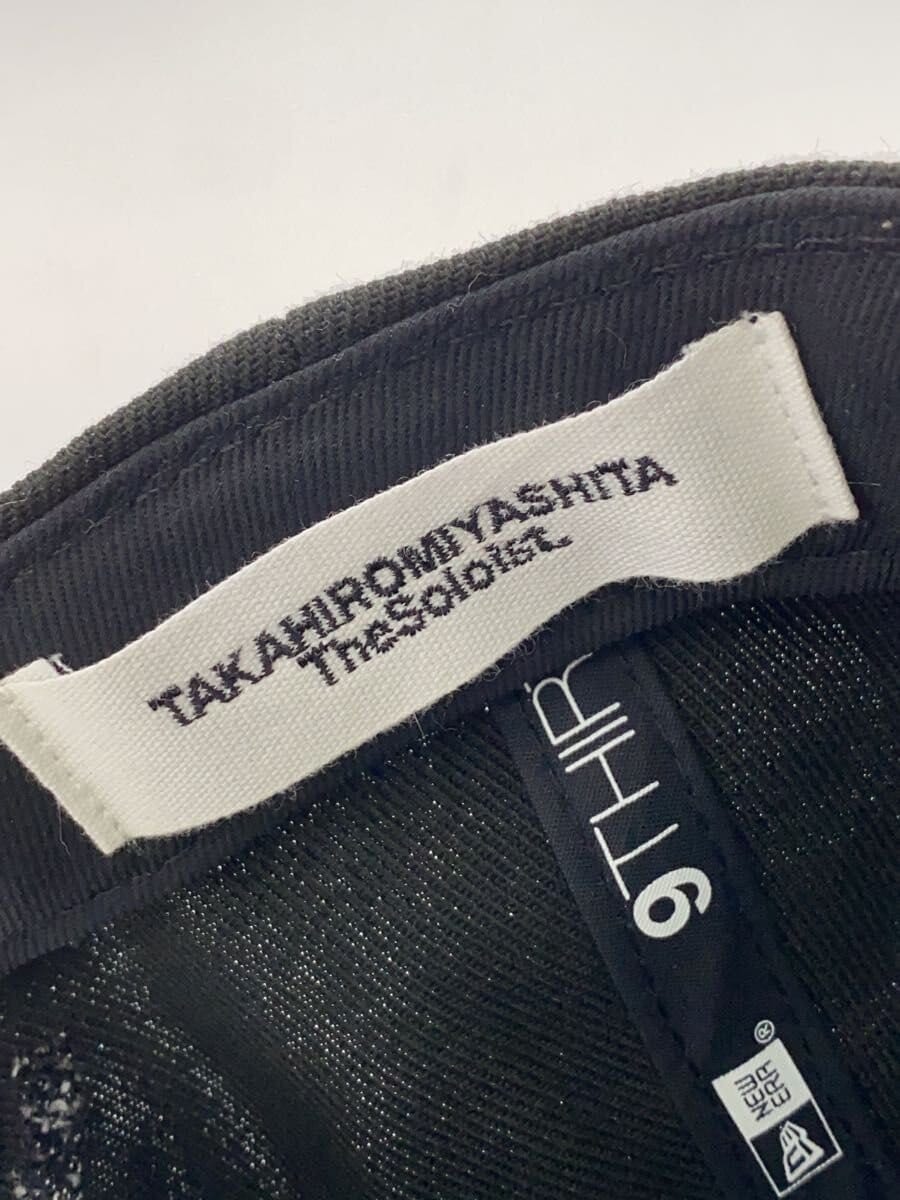 TAKAHIROMIYASHITA
TheSoloist.
9THIR
NEW
ERA
®